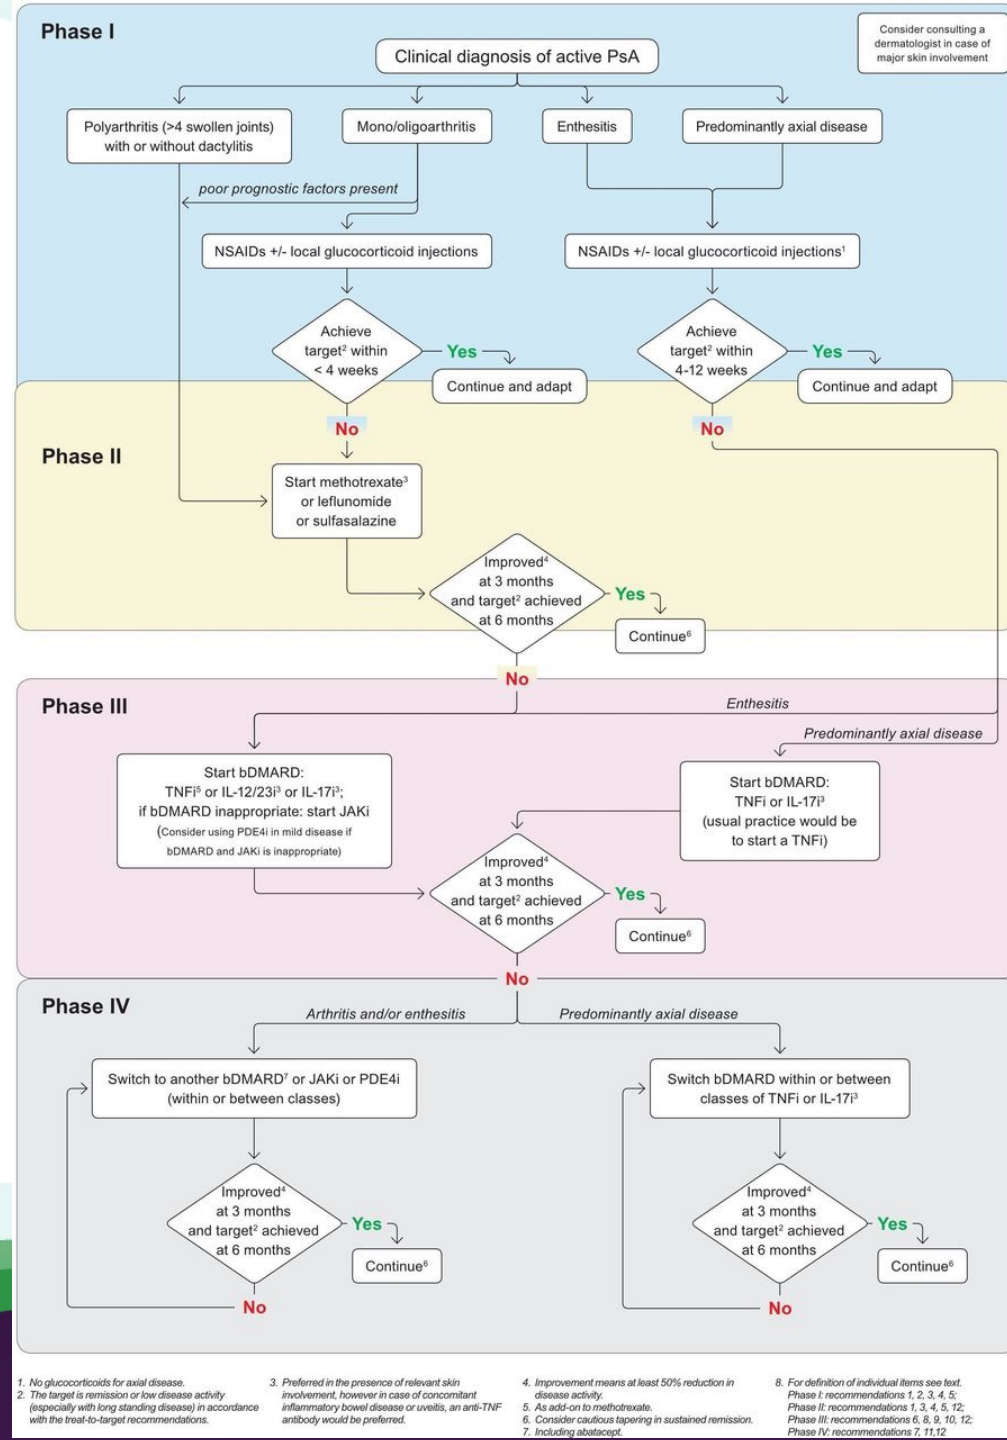 Phase I
Consider consulting a
dermatologist in case of
major skin involvement
Clinical diagnosis of active PsA
Polyarthritis (>4 swollen joints)
with or without dactylitis
Mono/oligoarthritis
Enthesitis
Predominantly axial disease
poor prognostic factors present
NSAIDs +/- local glucocorticoid injections
NSAIDs +/- local glucocorticoid injections¹
Achieve
target² within
< 4 weeks
Yes
Continue and adapt
Achieve
target² within
4-12 weeks
Yes
Continue and adapt
No
No
Phase II
Start methotrexate³
or leflunomide
or sulfasalazine
Improved⁴
at 3 months
and target² achieved
at 6 months
Yes
Continue⁶
No
Phase III
Enthesitis
Predominantly axial disease
Start bDMARD:
TNFi⁵ or IL-12/23i³ or IL-17i³;
if bDMARD inappropriate: start JAKi
(Consider using PDE4i in mild disease if
bDMARD and JAKi is inappropriate)
Start bDMARD:
TNFi or IL-17i³
(usual practice would be
to start a TNFi)
Improved⁴
at 3 months
and target² achieved
at 6 months
Yes
Continue⁶
No
Phase IV
Arthritis and/or enthesitis
Predominantly axial disease
Switch to another bDMARD⁷ or JAKi or PDE4i
(within or between classes)
Switch bDMARD within or between
classes of TNFi or IL-17i³
Improved⁴
at 3 months
and target² achieved
at 6 months
Yes
Continue⁶
No
Improved⁴
at 3 months
and target² achieved
at 6 months
Yes
Continue⁶
No
1. No glucocorticoids for axial disease.
2. The target is remission or low disease activity
(especially with long standing disease) in accordance
with the treat-to-target recommendations.
3. Preferred in the presence of relevant skin
involvement, however in case of concomitant
inflammatory bowel disease or uveitis, an anti-TNF
antibody would be preferred.
4. Improvement means at least 50% reduction in
disease activity.
5. As add-on to methotrexate.
6. Consider cautious tapering in sustained remission.
7. Including abatacept.
8. For definition of individual items see text.
Phase I: recommendations 1, 2, 3, 4, 5;
Phase II: recommendations 1, 3, 4, 5, 12;
Phase III: recommendations 6, 8, 9, 10, 12;
Phase IV: recommendations 7, 11,12